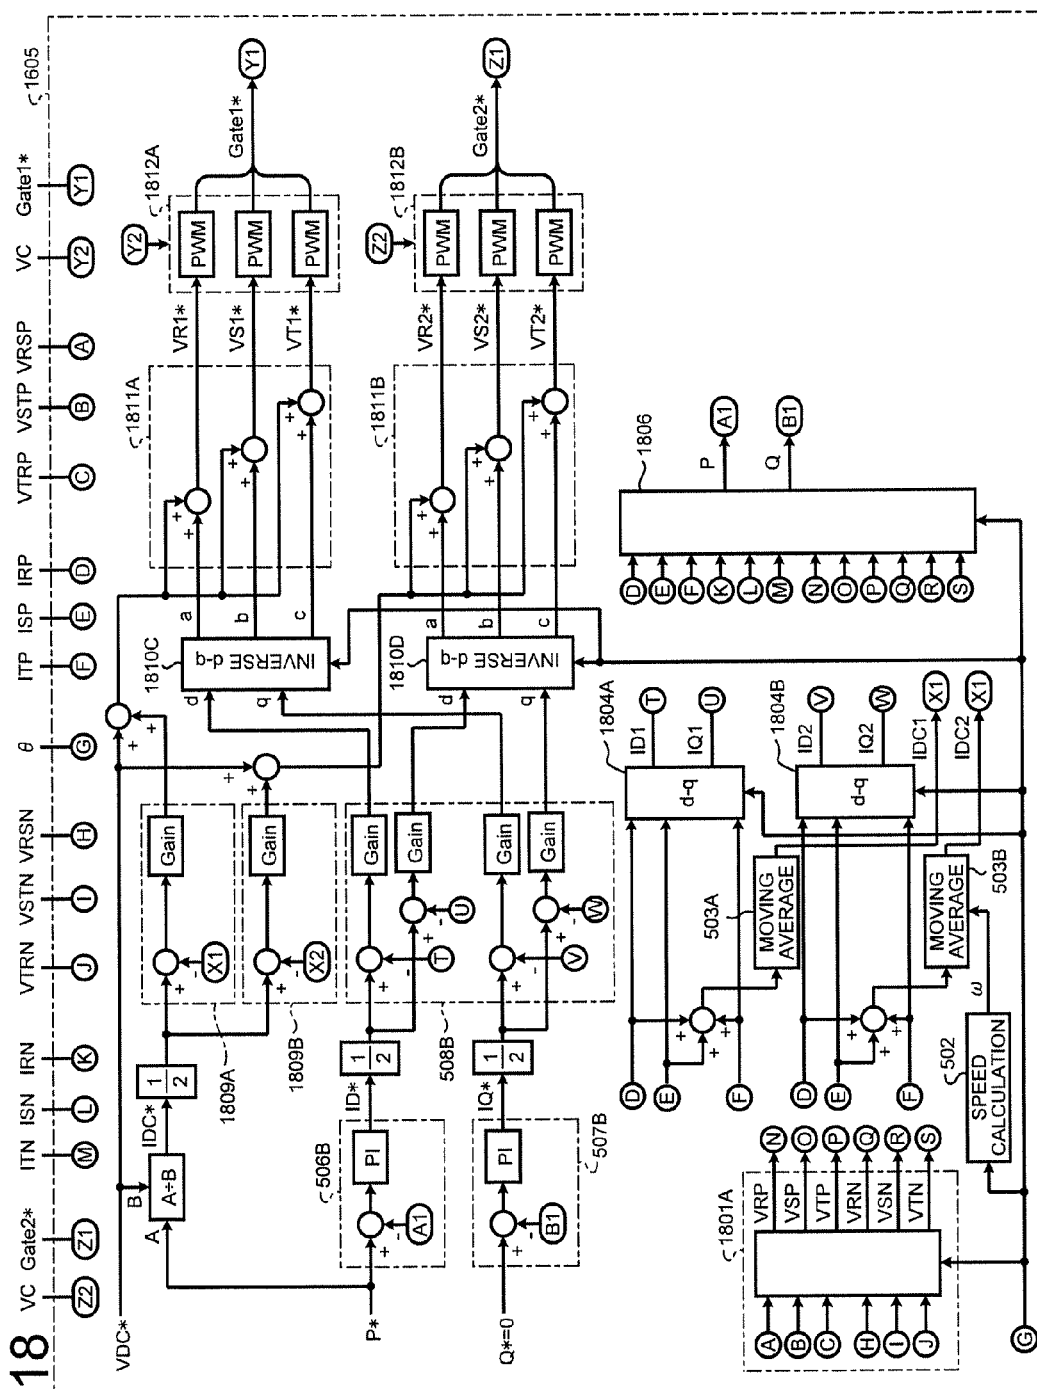 18
1605
VC Z2
Gate2* Z1
ITN M
ISN L
IRN K
VTRN J
VSTN I
VRSN H
θ G
ITP F
ISP E
IRP D
VTRP C
VSTP B
VRSP A
VC Y2
Gate1* Y1
VDC*
B
A
A÷B
IDC*
1
2
+ - X1
Gain
1809A
+ - X2
Gain
1809B
+ +
+ +
P*
+ - A1
PI
506B
ID*
1
2
+ - T
Gain
+ - U
Gain
508B
Q*=0
+ - B1
PI
507B
IQ*
1
2
+ - V
Gain
+ - W
Gain
d
q
INVERSE d-q
1810C
a
b
c
+ +
+ +
+ +
1811A
VR1*
VS1*
VT1*
Y2
PWM
PWM
PWM
1812A
Gate1*
Y1
d
q
INVERSE d-q
1810D
a
b
c
+ +
+ +
+ +
1811B
VR2*
VS2*
VT2*
Z2
PWM
PWM
PWM
1812B
Gate2*
Z1
D
E
F
+ + +
MOVING
AVERAGE
503A
d-q
1804A
ID1 T
IQ1 U
IDC1 X1
D
E
F
+ + +
MOVING
AVERAGE
503B
d-q
1804B
ID2 V
IQ2 W
IDC2 X1
1801A
A
B
C
H
I
J
VRP N
VSP O
VTP P
VRN Q
VSN R
VTN S
SPEED
CALCULATION
502
ω
G
D
E
F
K
L
M
N
O
P
Q
R
S
1806
P A1
Q B1